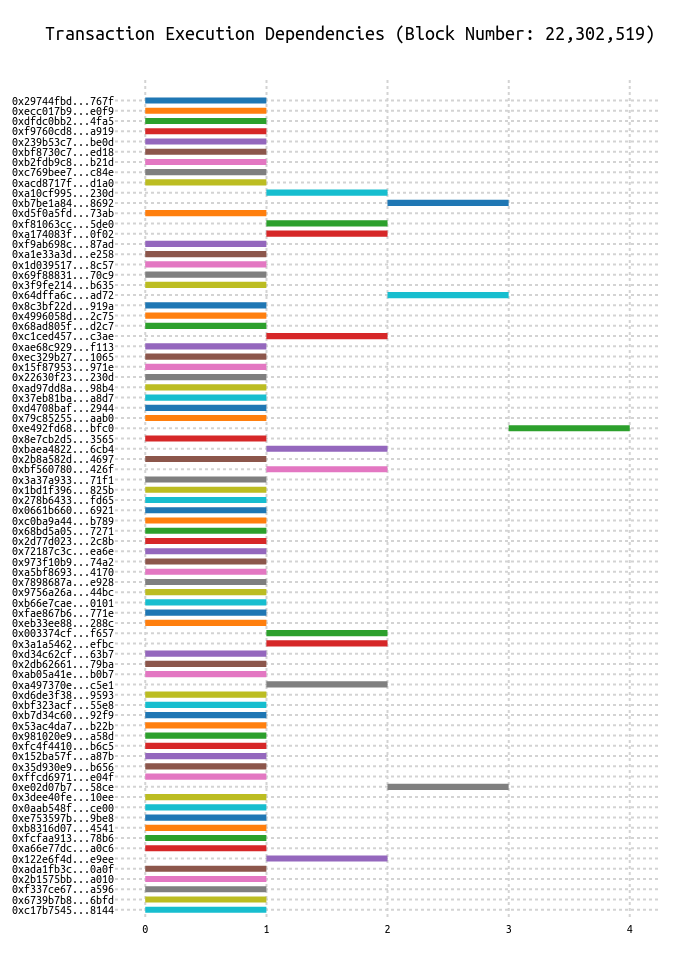 Transaction Execution Dependencies (Block Number: 22,302,519)
0x29744fbd...767f
0xecc017b9...e0f9
0xdfdc0bb2...4fa5
0xf9760cd8...a919
0x239b53c7...be0d
0xbf8730c7...ed18
0xb2fdb9c8...b21d
0xc769bee7...c84e
0xacd8717f...d1a0
0xa10cf995...230d
0xb7be1a84...8692
0xd5f0a5fd...73ab
0xf81063cc...5de0
0xa174083f...0f02
0xf9ab698c...87ad
0xa1e33a3d...e258
0x1d039517...8c57
0x69f88831...70c9
0x3f9fe214...b635
0x64dffa6c...ad72
0x8c3bf22d...919a
0x4996058d...2c75
0x68ad805f...d2c7
0xc1ced457...c3ae
0xae68c929...f113
0xec329b27...1065
0x15f87953...971e
0x22630f23...230d
0xad97dd8a...98b4
0x37eb81ba...a8d7
0xd4708baf...2944
0x79c85255...aab0
0xe492fd68...bfc0
0x8e7cb2d5...3565
0xbaea4822...6cb4
0x2b8a582d...4697
0xbf560780...426f
0x3a37a933...71f1
0x1bd1f396...825b
0x278b6433...fd65
0x0661b660...6921
0xc0ba9a44...b789
0x68bd5a05...7271
0x2d77d023...2c8b
0x72187c3c...ea6e
0x973f10b9...74a2
0xa5bf8693...4170
0x7898687a...e928
0x9756a26a...44bc
0xb66e7cae...0101
0xfae867b6...771e
0xeb33ee88...288c
0x003374cf...f657
0x3a1a5462...efbc
0xd34c62cf...63b7
0x2db62661...79ba
0xab05a41e...b0b7
0xa497370e...c5e1
0xd6de3f38...9593
0xbf323acf...55e8
0xb7d34c60...92f9
0x53ac4da7...b22b
0x981020e9...a58d
0xfc4f4410...b6c5
0x152ba57f...a87b
0x35d930e9...b656
0xffcd6971...e04f
0xe02d07b7...58ce
0x3dee40fe...10ee
0x0aab548f...ce00
0xe753597b...9be8
0xb8316d07...4541
0xfcfaa913...78b6
0xa66e77dc...a0c6
0x122e6f4d...e9ee
0xada1fb3c...0a0f
0x2b1575bb...a010
0xf337ce67...a596
0x6739b7b8...6bfd
0xc17b7545...8144
0 1 2 3 4